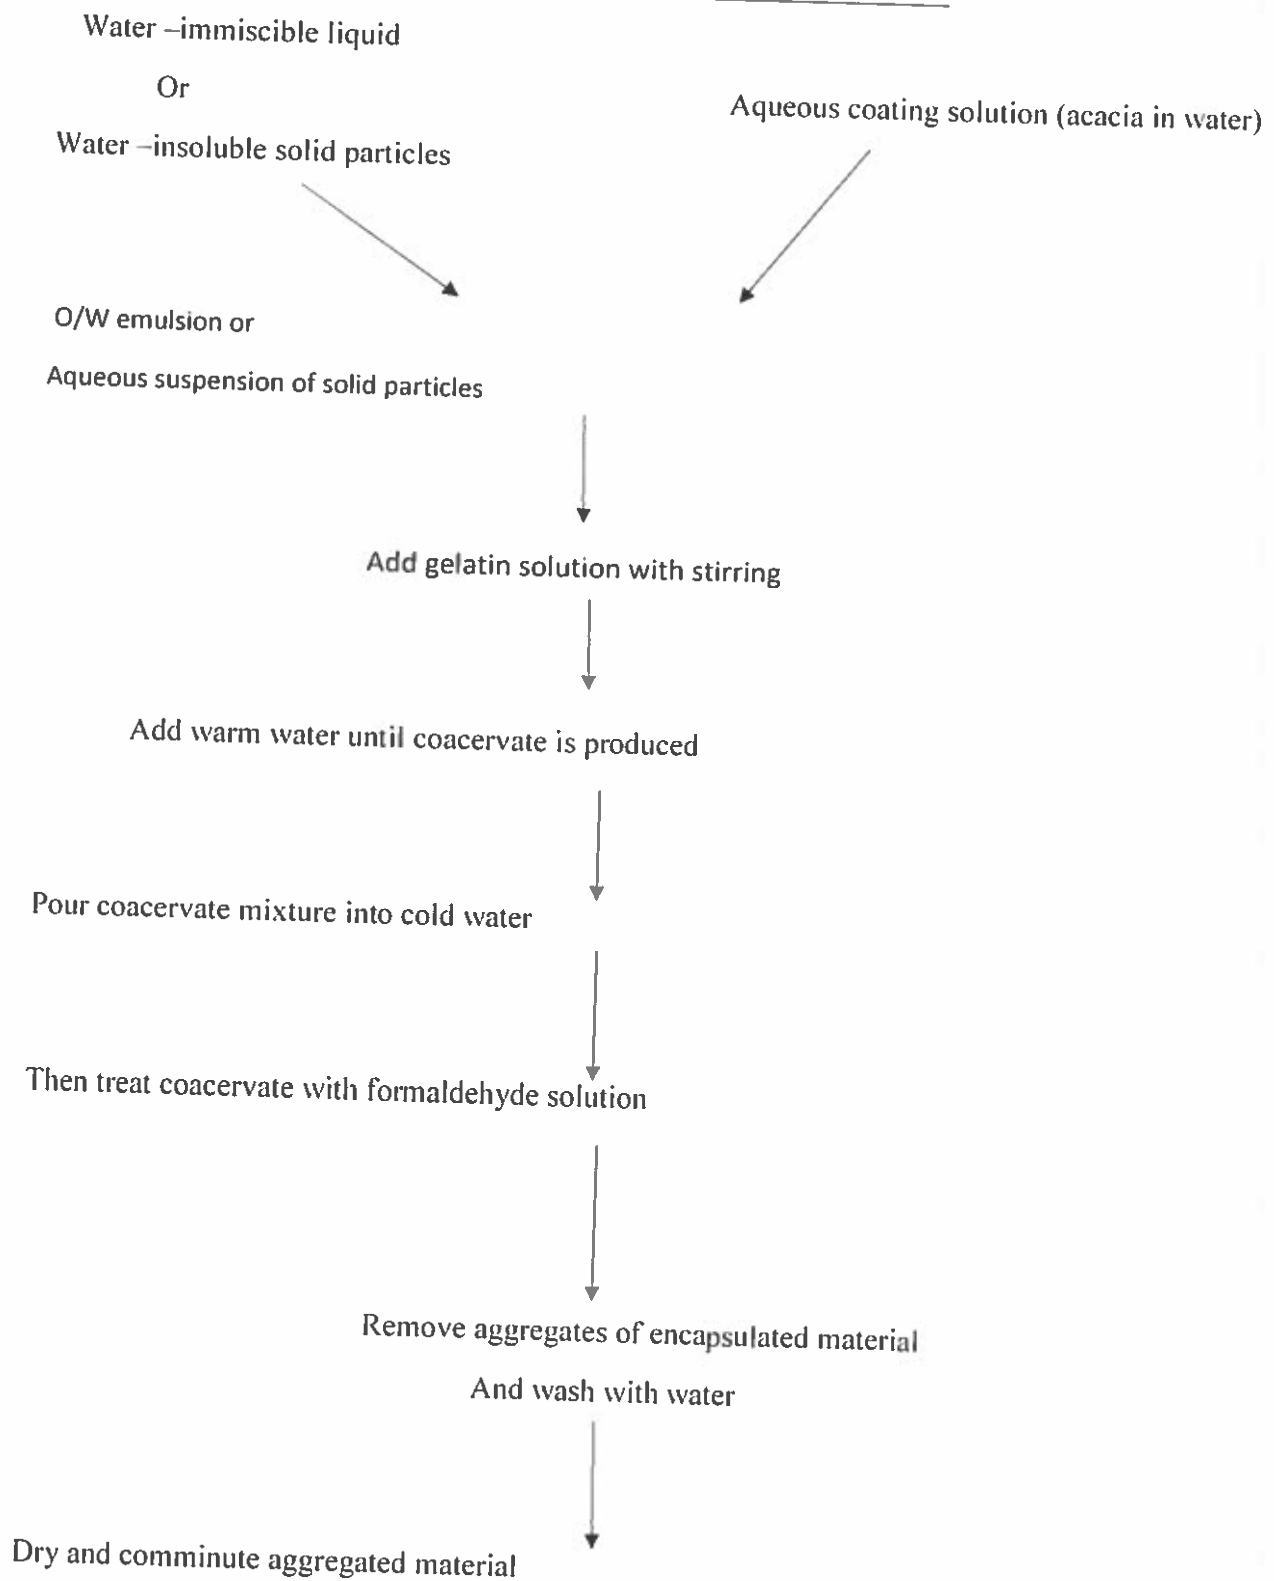 Water –immiscible liquid
Or
Water –insoluble solid particles
Aqueous coating solution (acacia in water)
O/W emulsion or
Aqueous suspension of solid particles
Add gelatin solution with stirring
Add warm water until coacervate is produced
Pour coacervate mixture into cold water
Then treat coacervate with formaldehyde solution
Remove aggregates of encapsulated material
And wash with water
Dry and comminute aggregated material